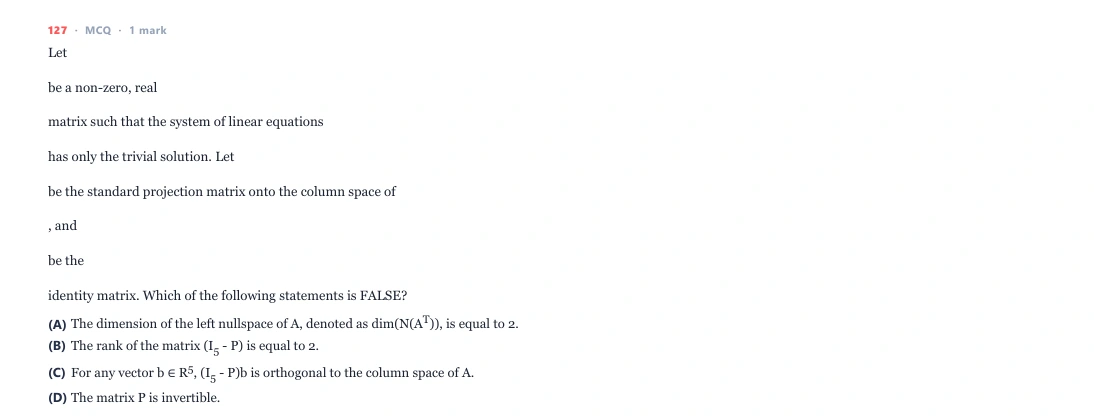 127 · MCQ · 1 mark
Let
be a non-zero, real
matrix such that the system of linear equations
has only the trivial solution. Let
be the standard projection matrix onto the column space of
, and
be the
identity matrix. Which of the following statements is FALSE?
(A) The dimension of the left nullspace of A, denoted as dim(N(Aᵀ)), is equal to 2.
(B) The rank of the matrix (I₅ - P) is equal to 2.
(C) For any vector b ∈ R⁵, (I₅ - P)b is orthogonal to the column space of A.
(D) The matrix P is invertible.